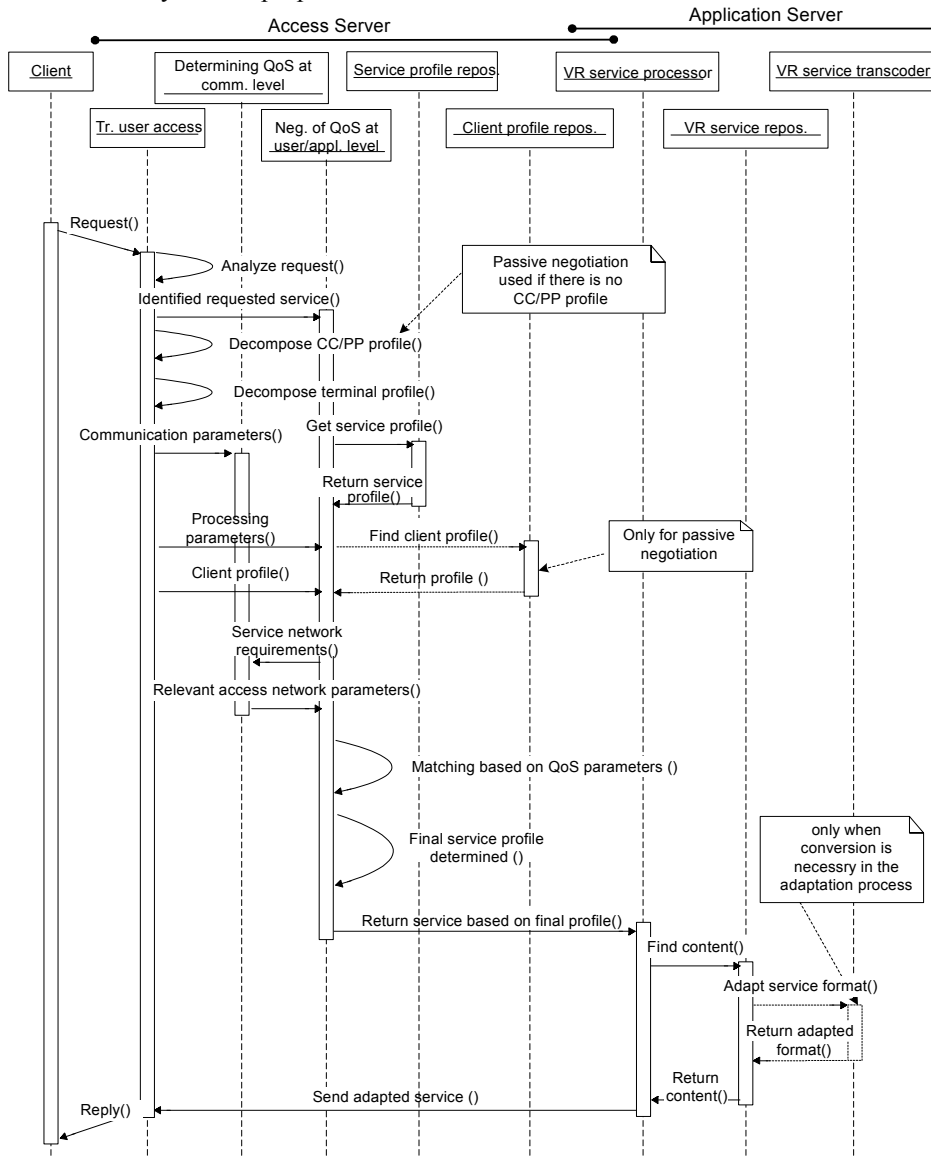 Access Server
Application Server
Client
Determining QoS at
comm. level
Service profile repos.
VR service processor
VR service transcoder
Tr. user access
Neg. of QoS at
user/appl. level
Client profile repos.
VR service repos.
Request()
Analyze request()
Passive negotiation
used if there is no
CC/PP profile
Identified requested service()
Decompose CC/PP profile()
Decompose terminal profile()
Communication parameters()
Get service profile()
Return service
profile()
Processing
parameters()
Find client profile()
Only for passive
negotiation
Client profile()
Return profile ()
Service network
requirements()
Relevant access network parameters()
Matching based on QoS parameters ()
Final service profile
determined ()
only when
conversion is
necessry in the
adaptation process
Return service based on final profile()
Find content()
Adapt service format()
Return adapted
format()
Return
content()
Send adapted service ()
Reply()